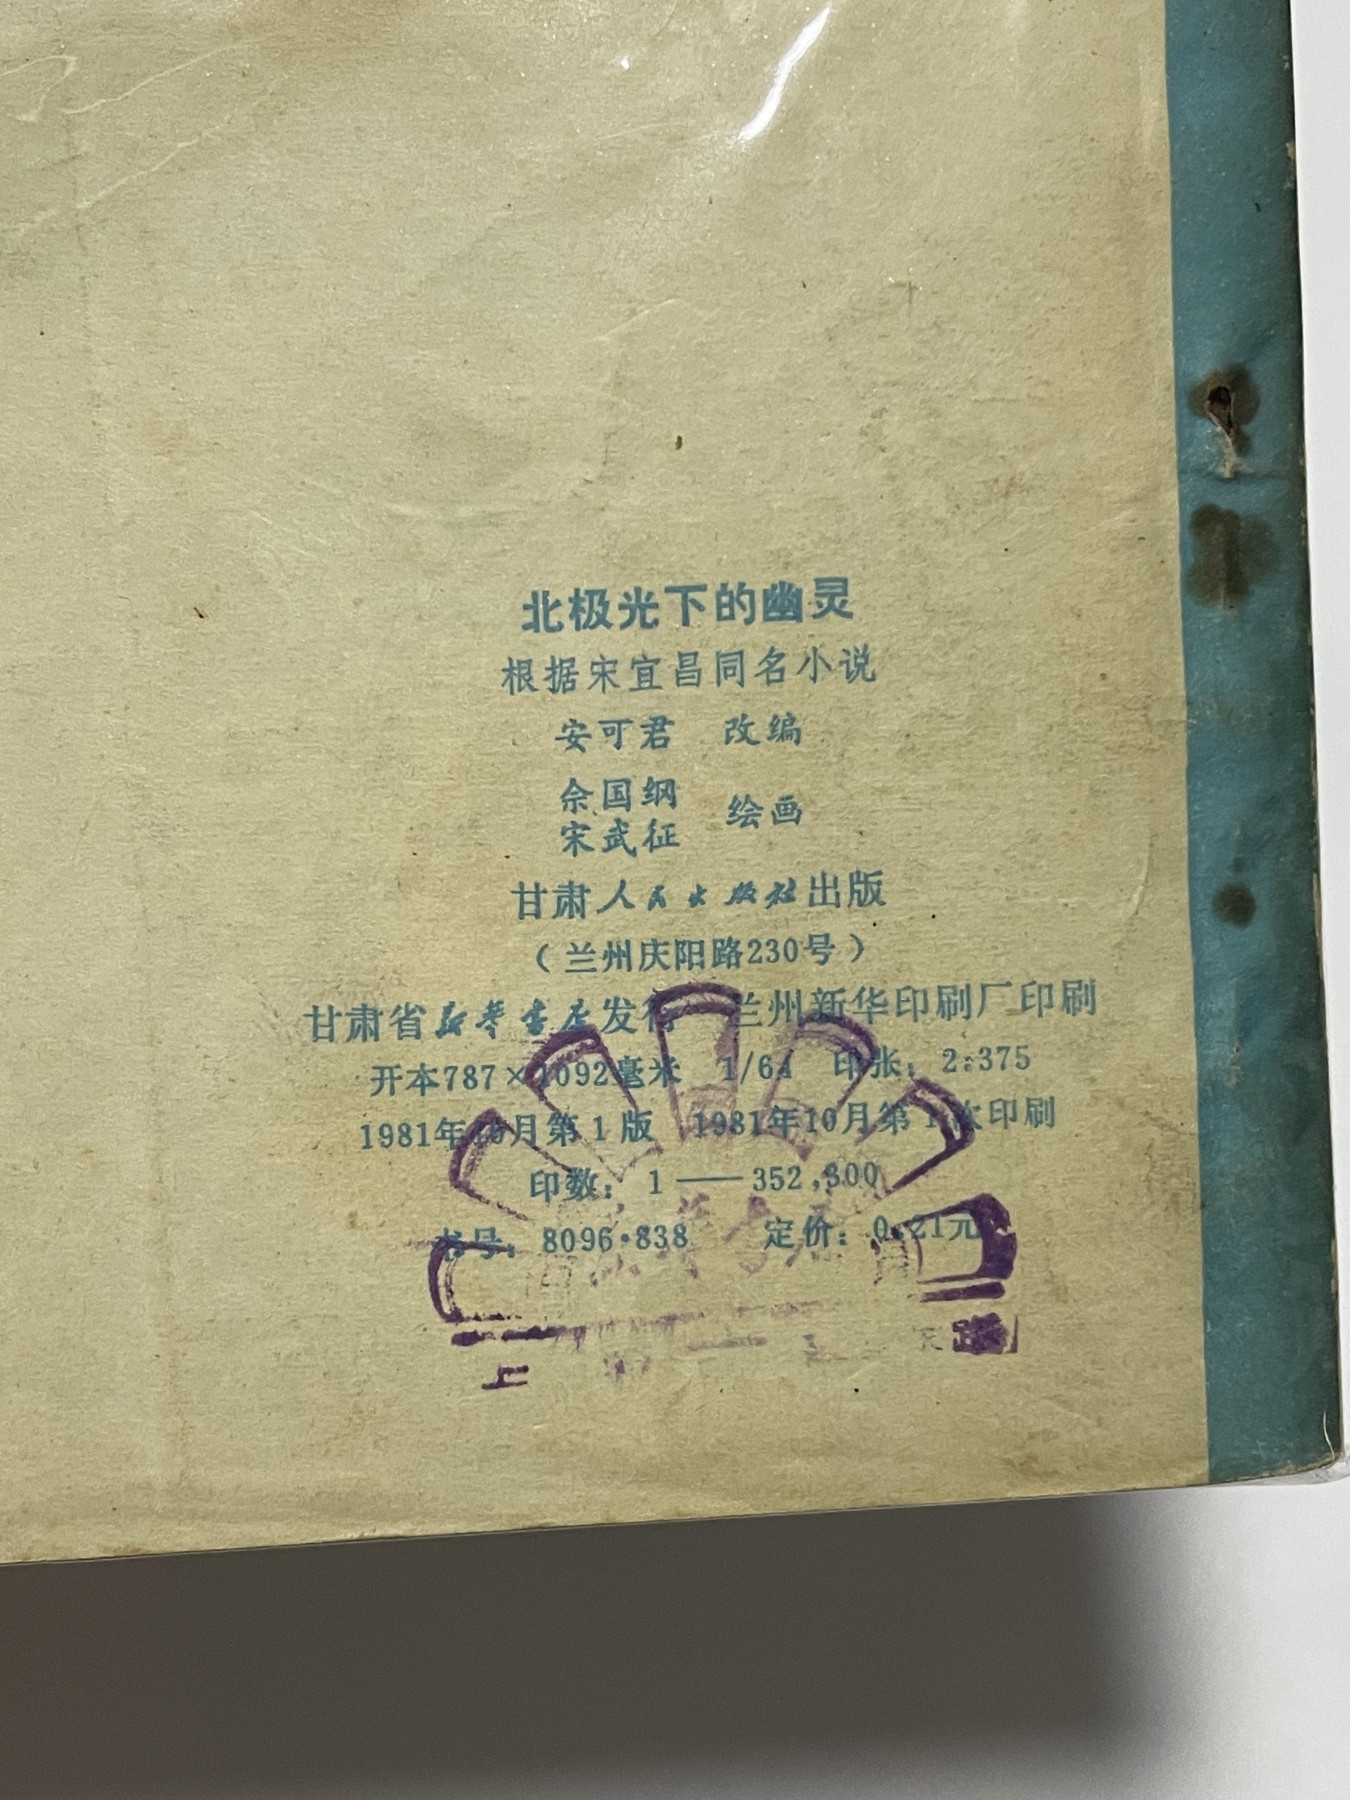 北极光下的幽灵
根据宋宜昌同名小说
安可君 改编
佘国纲
宋武征 绘画
甘肃人民出版社出版
（兰州庆阳路230号）
甘肃省新华书店发行 兰州新华印刷厂印刷
开本787×1092毫米 1/64 印张：2.375
1981年10月第1版 1981年10月第1次印刷
印数：1——352,300
书号：8096·838 定价：0.21元
上
路